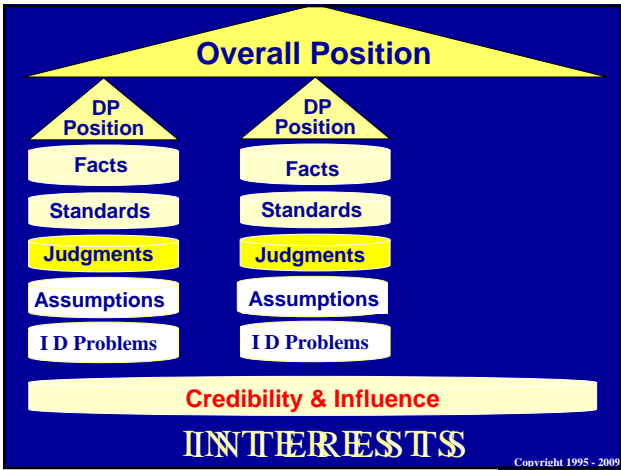 Overall Position
DP
Position
Facts
Standards
Judgments
Assumptions
I D Problems
DP
Position
Facts
Standards
Judgments
Assumptions
I D Problems
Credibility & Influence
INTERESTS
Copyright 1995 - 2009